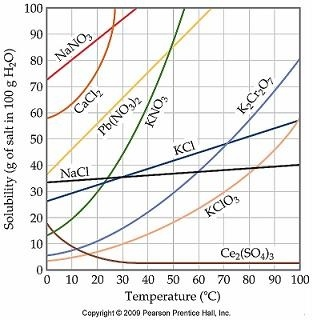 Solubility (g of salt in 100 g H₂O)
100
90
80
70
60
50
40
30
20
10
0
NaNO₃
CaCl₂
Pb(NO₃)₂
KNO₃
K₂Cr₂O₇
KCl
NaCl
KClO₃
Ce₂(SO₄)₃
0 10 20 30 40 50 60 70 80 90 100
Temperature (°C)
Copyright © 2009 Pearson Prentice Hall, Inc.